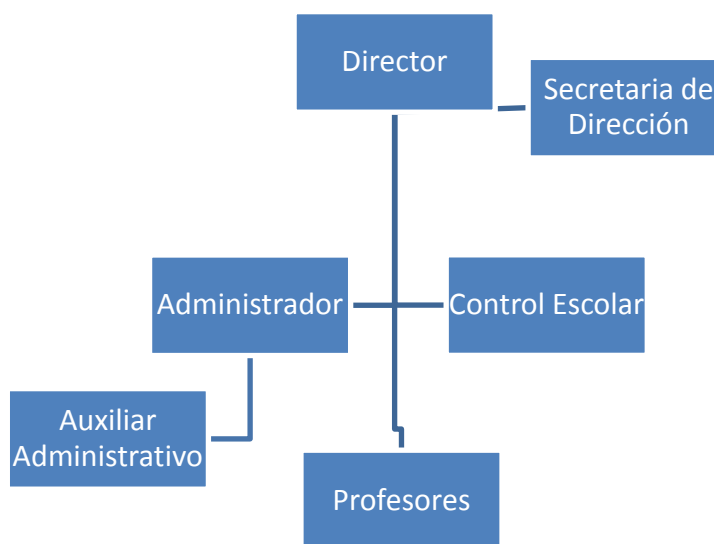 Director
Secretaria de
Dirección
Administrador
Control Escolar
Auxiliar
Administrativo
Profesores